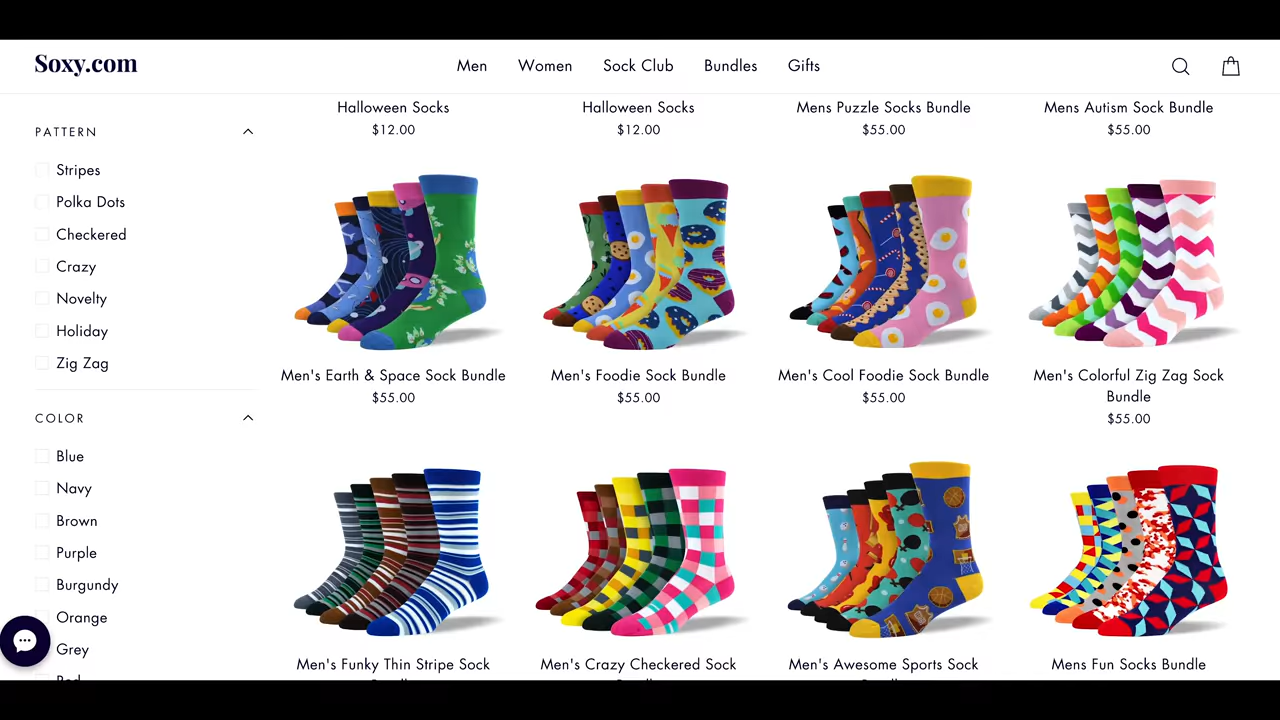 Soxy.com
Men
Women
Sock Club
Bundles
Gifts
PATTERN
Stripes
Polka Dots
Checkered
Crazy
Novelty
Holiday
Zig Zag
COLOR
Blue
Navy
Brown
Purple
Burgundy
Orange
Grey
Red
Halloween Socks
$12.00
Halloween Socks
$12.00
Mens Puzzle Socks Bundle
$55.00
Mens Autism Sock Bundle
$55.00
Men's Earth & Space Sock Bundle
$55.00
Men's Foodie Sock Bundle
$55.00
Men's Cool Foodie Sock Bundle
$55.00
Men's Colorful Zig Zag Sock
Bundle
$55.00
Men's Funky Thin Stripe Sock
Men's Crazy Checkered Sock
Men's Awesome Sports Sock
Mens Fun Socks Bundle